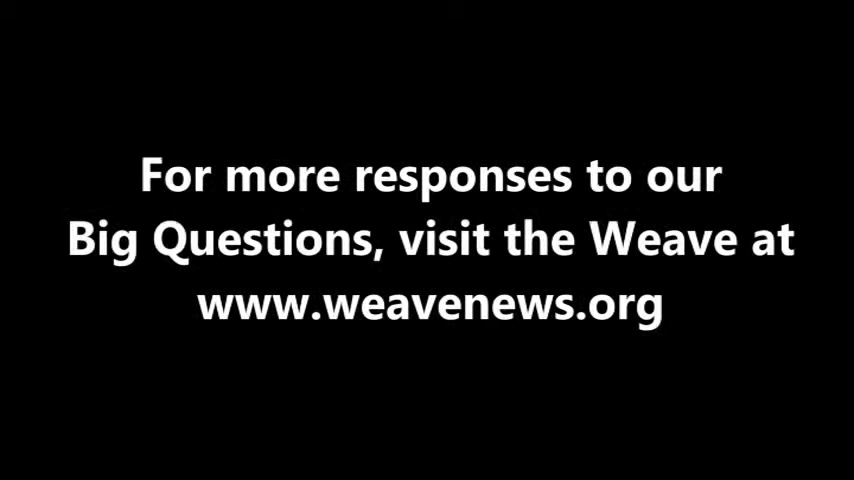 For more responses to our
Big Questions, visit the Weave at
www.weavenews.org